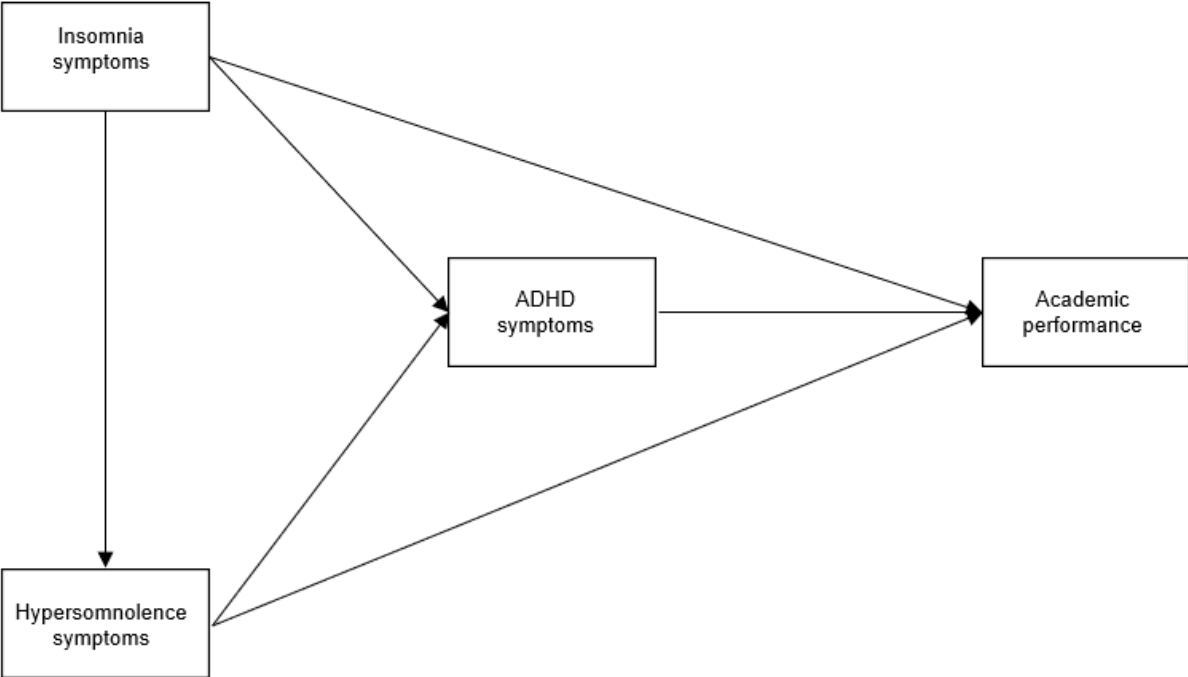 Insomnia
symptoms
ADHD
symptoms
Academic
performance
Hypersomnolence
symptoms